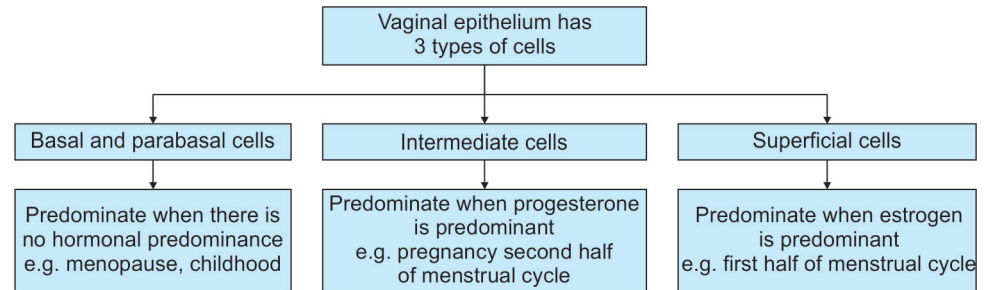 Vaginal epithelium has
3 types of cells
Basal and parabasal cells
Intermediate cells
Superficial cells
Predominate when there is
no hormonal predominance
e.g. menopause, childhood
Predominate when progesterone
is predominant
e.g. pregnancy second half
of menstrual cycle
Predominate when estrogen
is predominant
e.g. first half of menstrual cycle